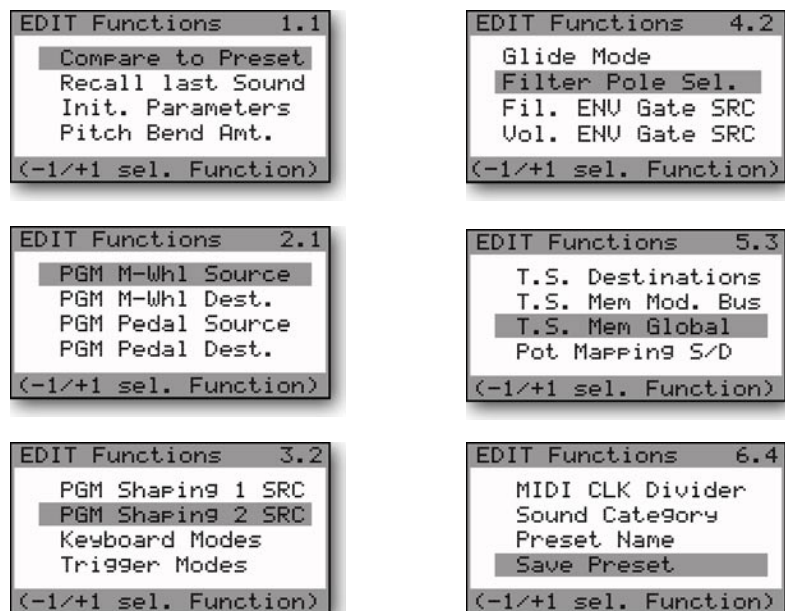 EDIT Functions 1.1
Compare to Preset
Recall last Sound
Init. Parameters
Pitch Bend Amt.
(-1/+1 sel. Function)
EDIT Functions 2.1
PGM M-Whl Source
PGM M-Whl Dest.
PGM Pedal Source
PGM Pedal Dest.
(-1/+1 sel. Function)
EDIT Functions 3.2
PGM Shaping 1 SRC
PGM Shaping 2 SRC
Keyboard Modes
Trigger Modes
(-1/+1 sel. Function)
EDIT Functions 4.2
Glide Mode
Filter Pole Sel.
Fil. ENV Gate SRC
Vol. ENV Gate SRC
(-1/+1 sel. Function)
EDIT Functions 5.3
T.S. Destinations
T.S. Mem Mod. Bus
T.S. Mem Global
Pot Mapping S/D
(-1/+1 sel. Function)
EDIT Functions 6.4
MIDI CLK Divider
Sound Category
Preset Name
Save Preset
(-1/+1 sel. Function)